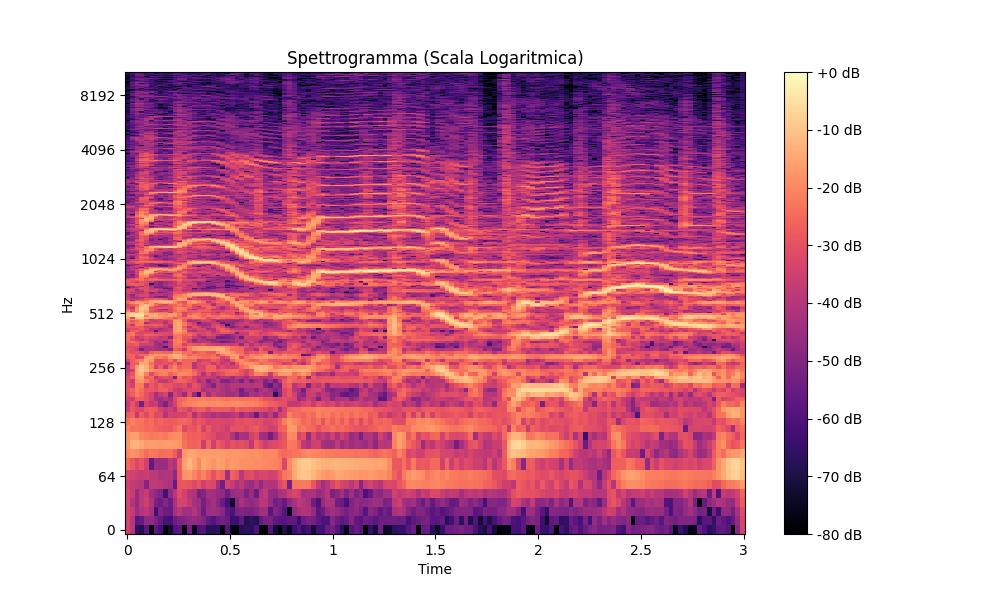 Spettrogramma (Scala Logaritmica)
Hz
8192
4096
2048
1024
512
256
128
64
0
0 0.5 1 1.5 2 2.5 3
Time
+0 dB
-10 dB
-20 dB
-30 dB
-40 dB
-50 dB
-60 dB
-70 dB
-80 dB